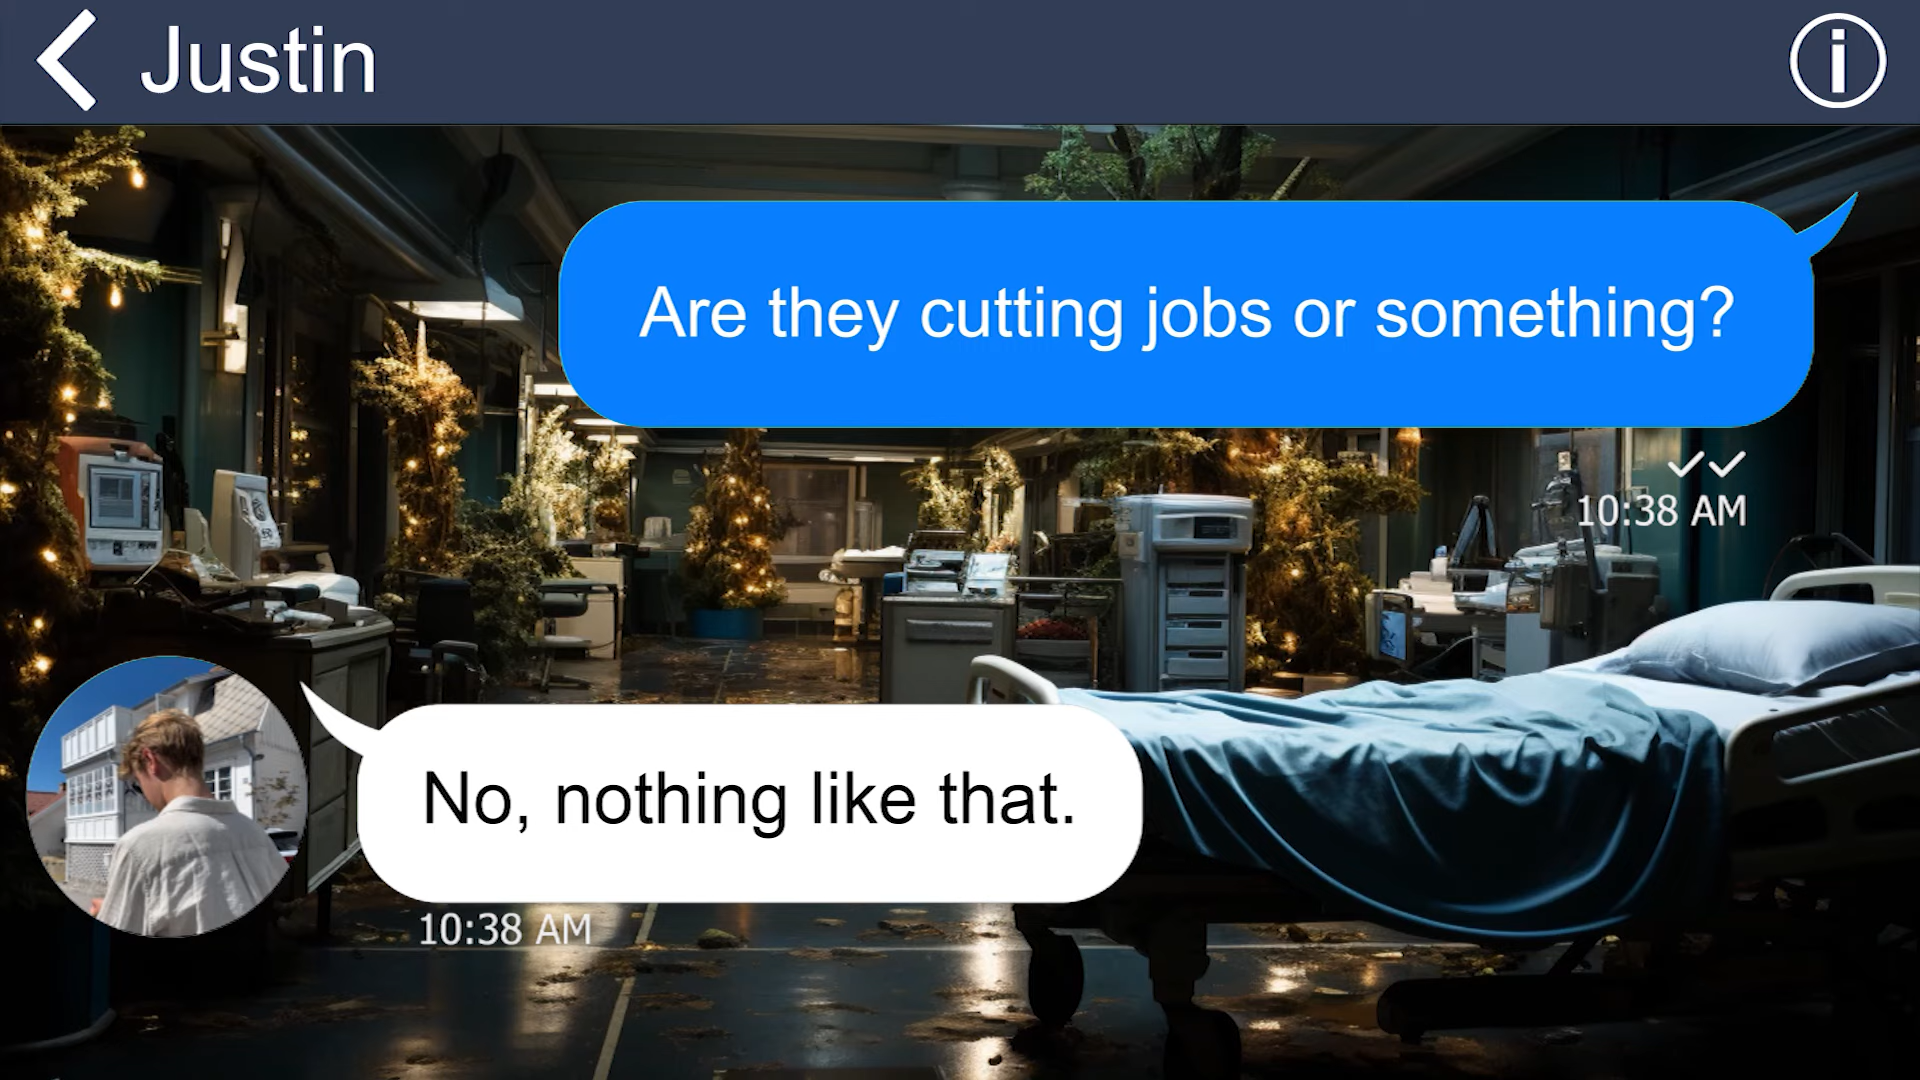 Justin
Are they cutting jobs or something?
10:38 AM
No, nothing like that.
10:38 AM